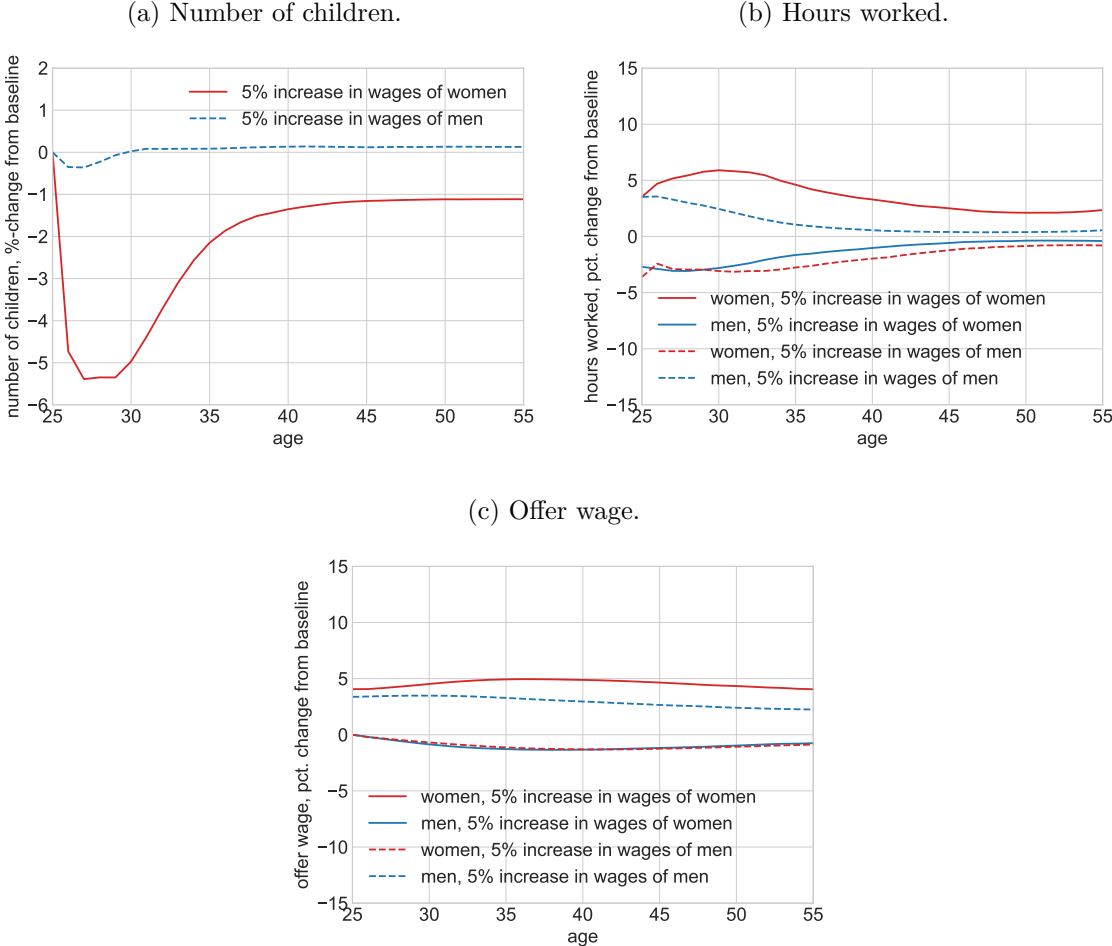 (a) Number of children.
number of children, %-change from baseline
2
1
0
−1
−2
−3
−4
−5
−6
5% increase in wages of women
5% increase in wages of men
25 30 35 40 45 50 55
age
(b) Hours worked.
hours worked, pct. change from baseline
15
10
5
0
−5
−10
−15
women, 5% increase in wages of women
men, 5% increase in wages of women
women, 5% increase in wages of men
men, 5% increase in wages of men
25 30 35 40 45 50 55
age
(c) Offer wage.
offer wage, pct. change from baseline
15
10
5
0
−5
−10
−15
women, 5% increase in wages of women
men, 5% increase in wages of women
women, 5% increase in wages of men
men, 5% increase in wages of men
25 30 35 40 45 50 55
age